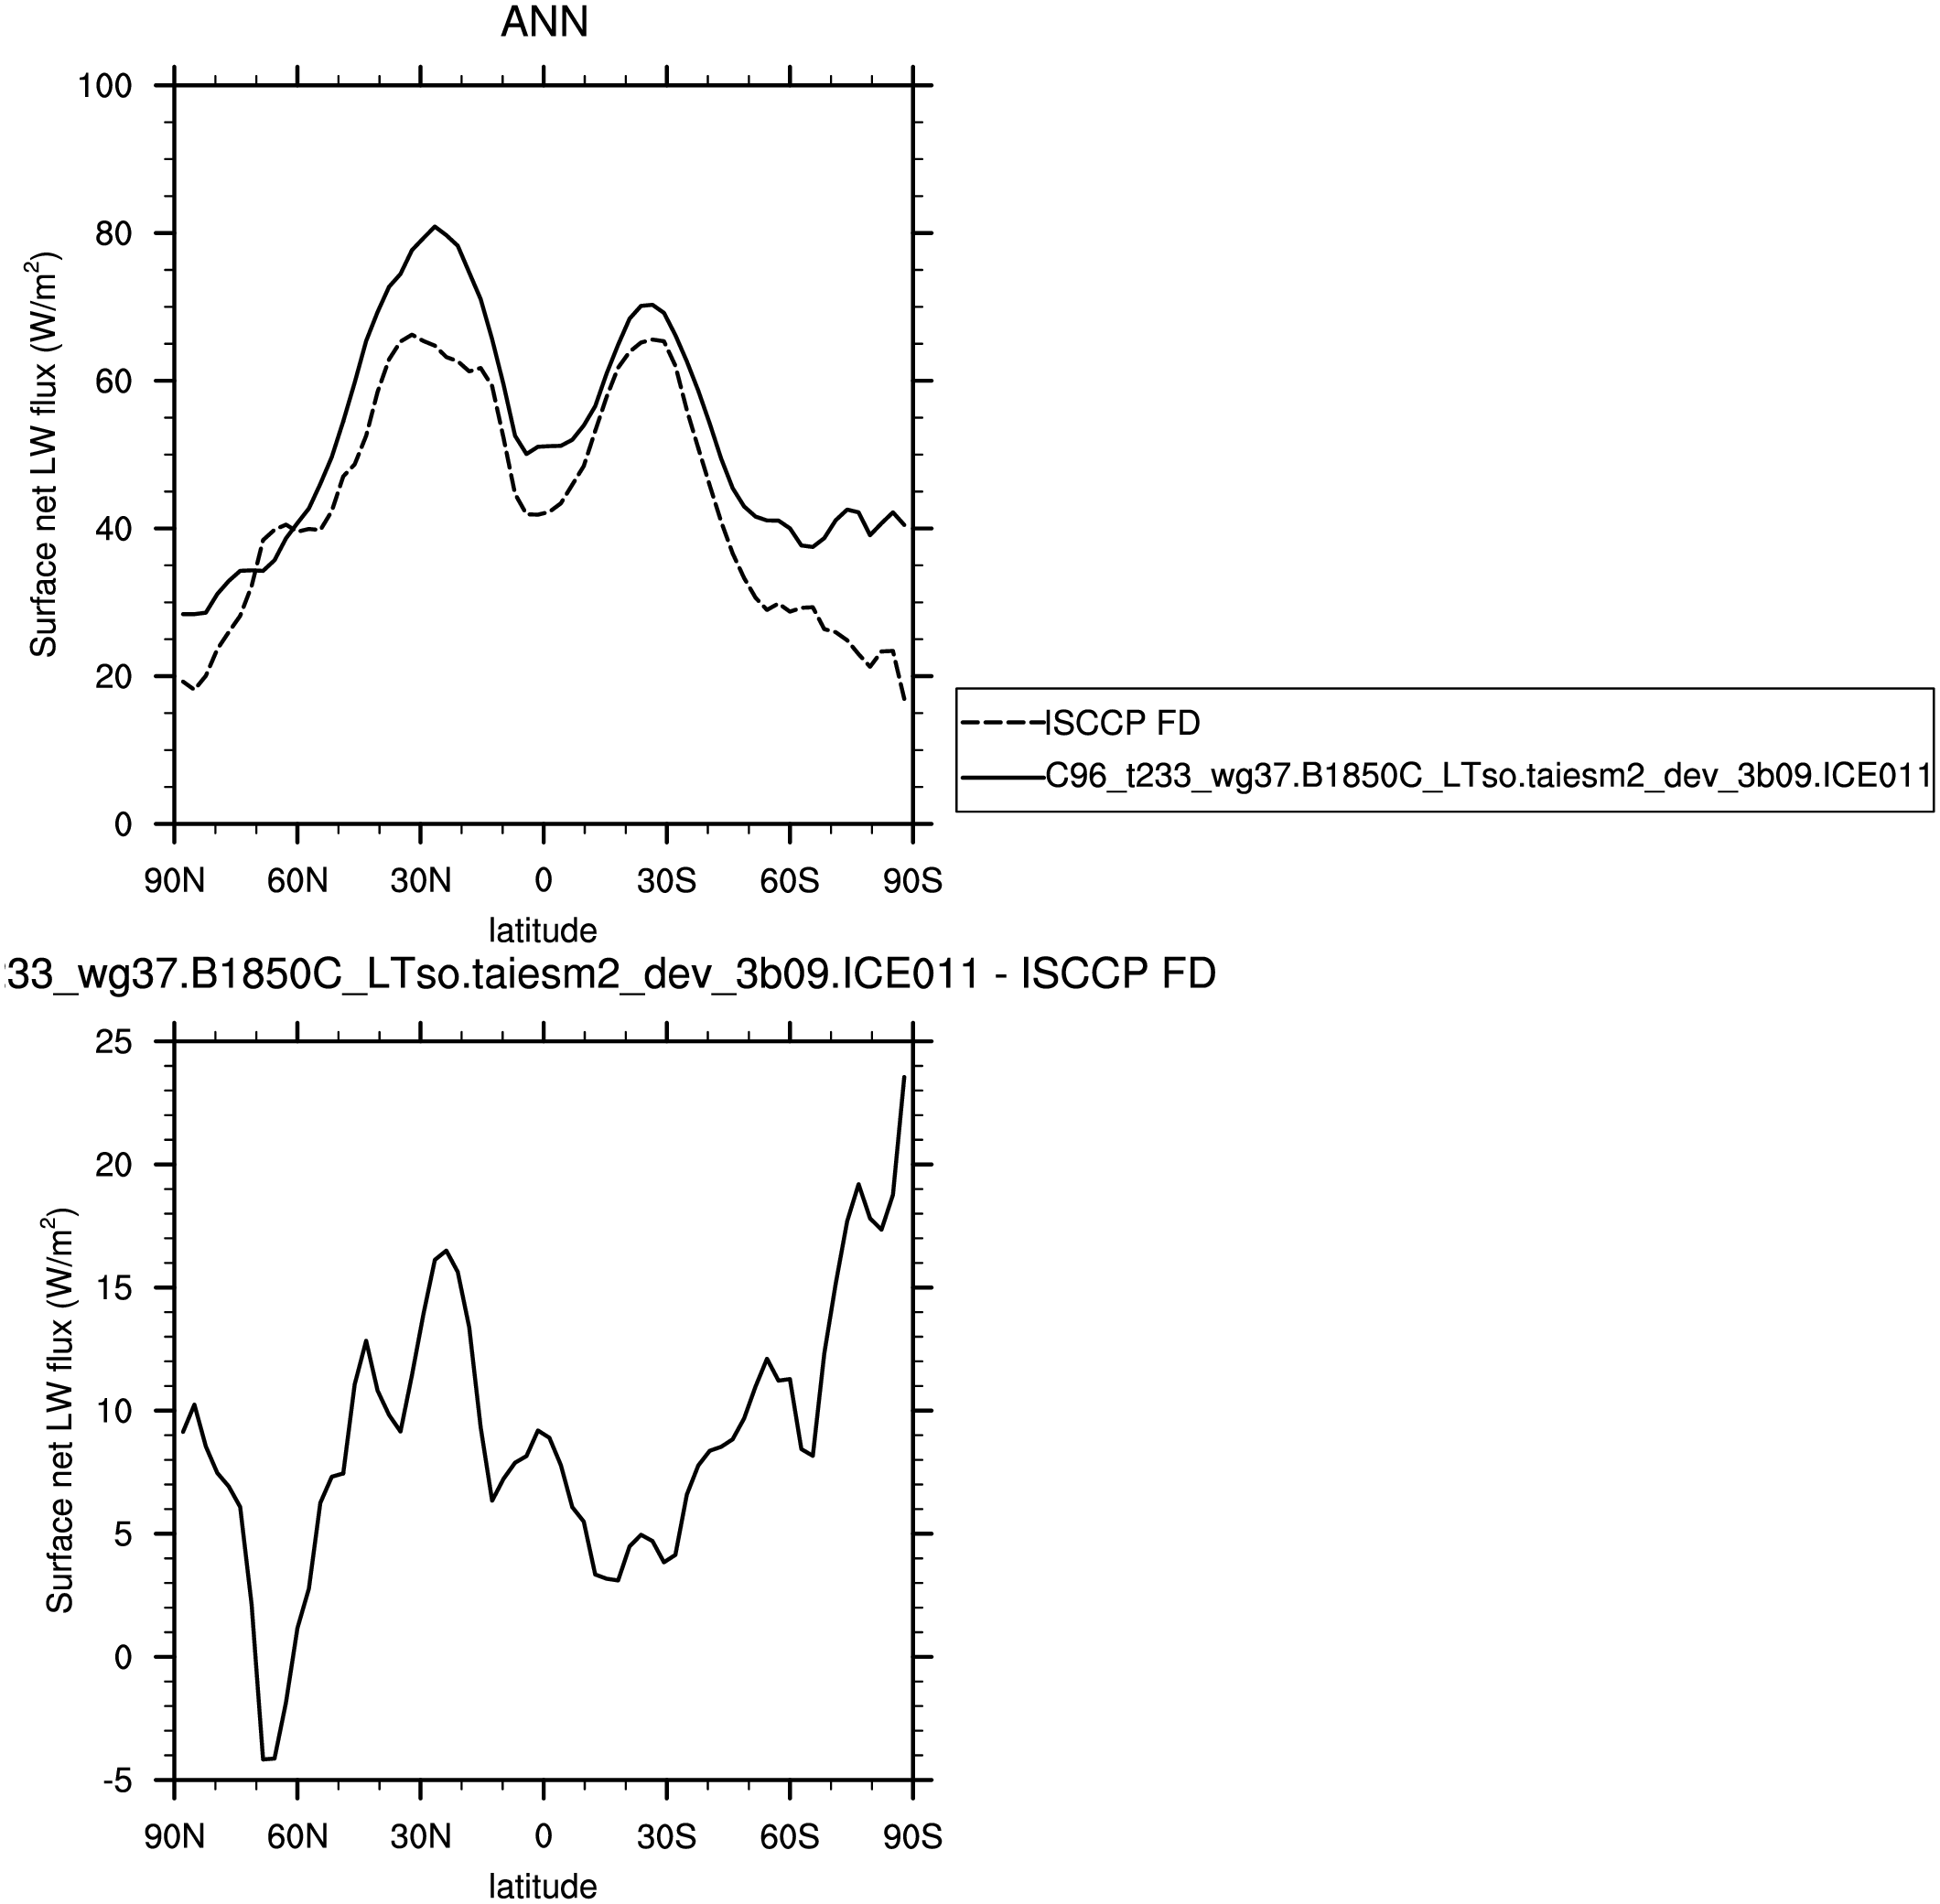 ANN
100
80
60
40
20
0
Surface net LW flux (W/m²)
90N 60N 30N 0 30S 60S 90S
latitude
ISCCP FD
C96_t233_wg37.B1850C_LTso.taiesm2_dev_3b09.ICE011
33_wg37.B1850C_LTso.taiesm2_dev_3b09.ICE011 - ISCCP FD
25
20
15
10
5
0
-5
Surface net LW flux (W/m²)
90N 60N 30N 0 30S 60S 90S
latitude